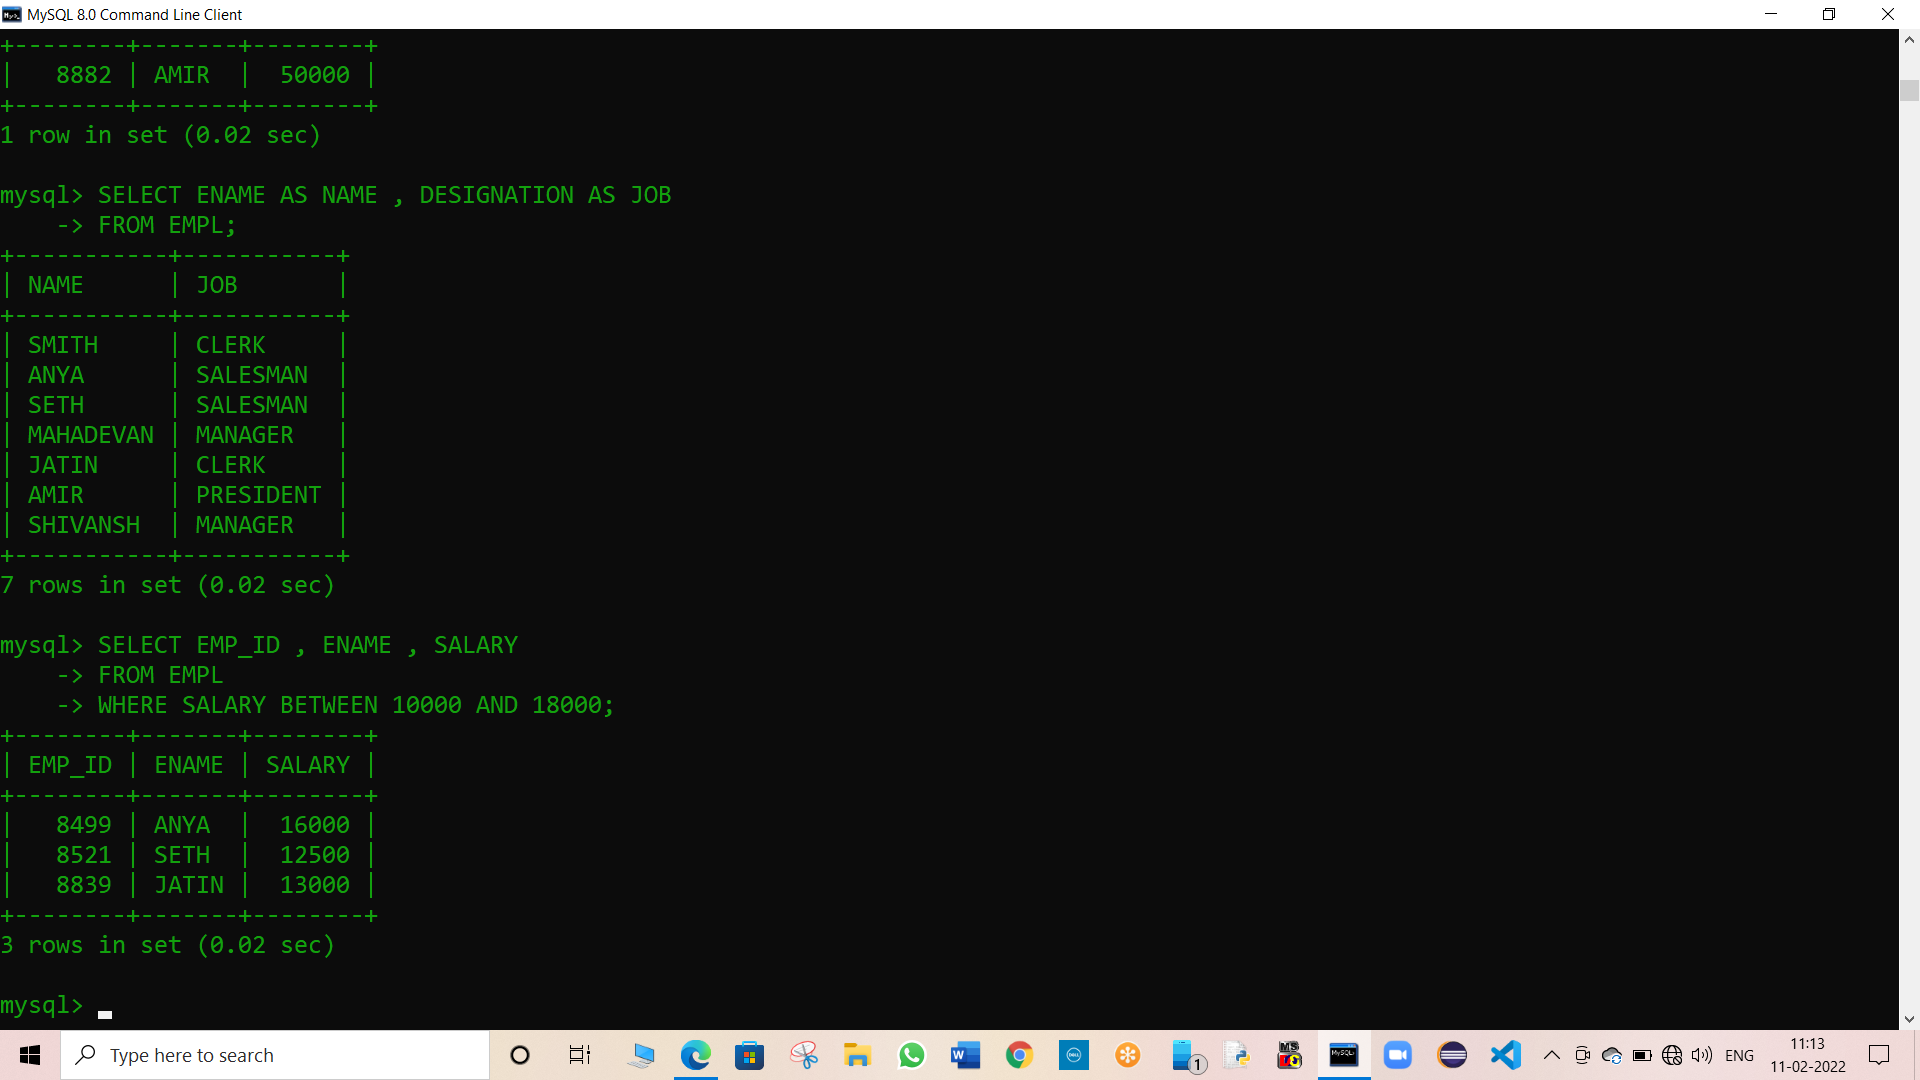 MySQL 8.0 Command Line Client
+--------+-------+--------+
|   8882 | AMIR  |  50000 |
+--------+-------+--------+
1 row in set (0.02 sec)
mysql> SELECT ENAME AS NAME , DESIGNATION AS JOB
    -> FROM EMPL;
+-----------+-----------+
| NAME      | JOB       |
+-----------+-----------+
| SMITH     | CLERK     |
| ANYA      | SALESMAN  |
| SETH      | SALESMAN  |
| MAHADEVAN | MANAGER   |
| JATIN     | CLERK     |
| AMIR      | PRESIDENT |
| SHIVANSH  | MANAGER   |
+-----------+-----------+
7 rows in set (0.02 sec)
mysql> SELECT EMP_ID , ENAME , SALARY
    -> FROM EMPL
    -> WHERE SALARY BETWEEN 10000 AND 18000;
+--------+-------+--------+
| EMP_ID | ENAME | SALARY |
+--------+-------+--------+
|   8499 | ANYA  |  16000 |
|   8521 | SETH  |  12500 |
|   8839 | JATIN |  13000 |
+--------+-------+--------+
3 rows in set (0.02 sec)
mysql>
Type here to search
1
ENG
11:13
11-02-2022